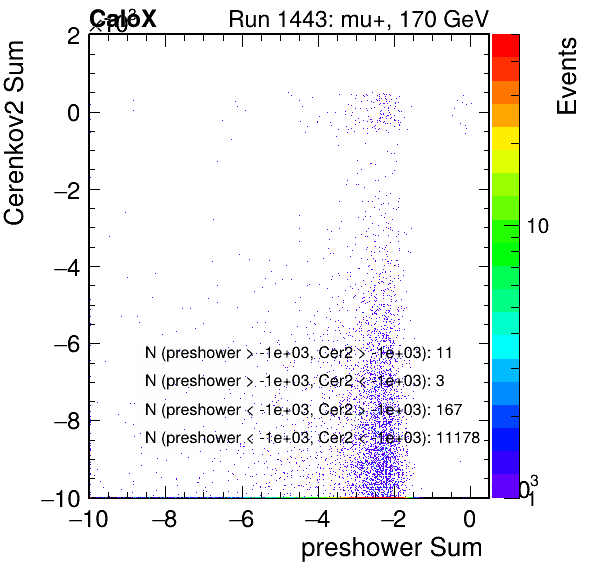 CaloX Run 1443: mu+, 170 GeV
×10³
Cerenkov2 Sum
2
0
−2
−4
−6
−8
−10
N (preshower > -1e+03, Cer2 > -1e+03): 11
N (preshower > -1e+03, Cer2 < -1e+03): 3
N (preshower < -1e+03, Cer2 > -1e+03): 167
N (preshower < -1e+03, Cer2 < -1e+03): 11178
−10 −8 −6 −4 −2 0
preshower Sum
Events
10
1